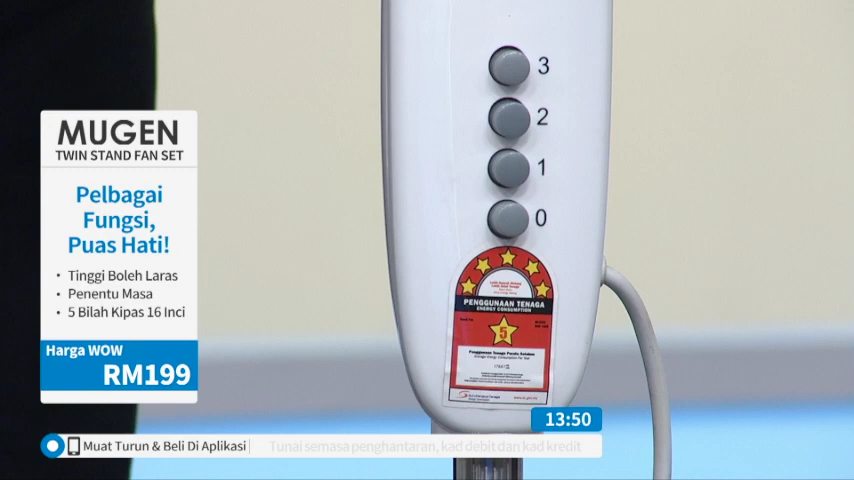 MUGEN
TWIN STAND FAN SET
Pelbagai
Fungsi,
Puas Hati!
• Tinggi Boleh Laras
• Penentu Masa
• 5 Bilah Kipas 16 Inci
Harga WOW
RM199
3
2
1
0
PENGGUNAAN TENAGA
ENERGY CONSUMPTION
5
13:50
Muat Turun & Beli Di Aplikasi
Tunai semasa penghantaran, kad debit dan kad kredit